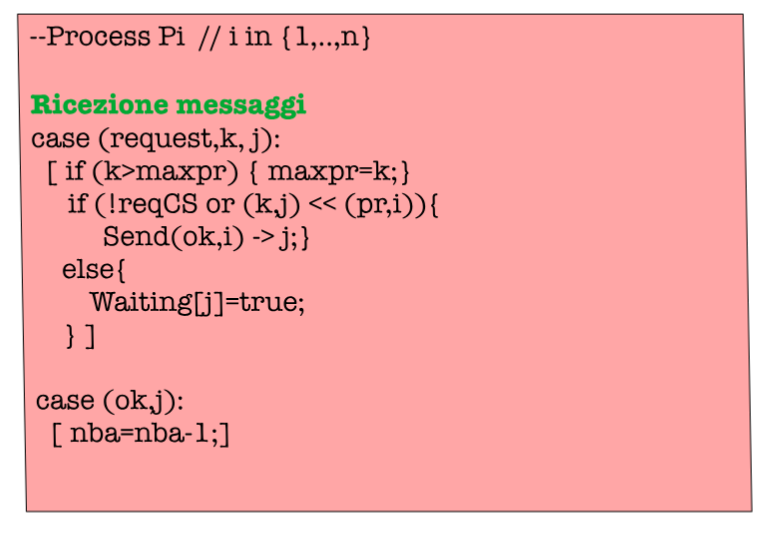 --Process Pi // i in {1,..,n}
Ricezione messaggi
case (request,k, j):
[ if (k>maxpr) { maxpr=k;}
if (!reqCS or (k,j) << (pr,i)){
Send(ok,i) -> j;}
else{
Waiting[j]=true;
} ]
case (ok,j):
[ nba=nba-1;]